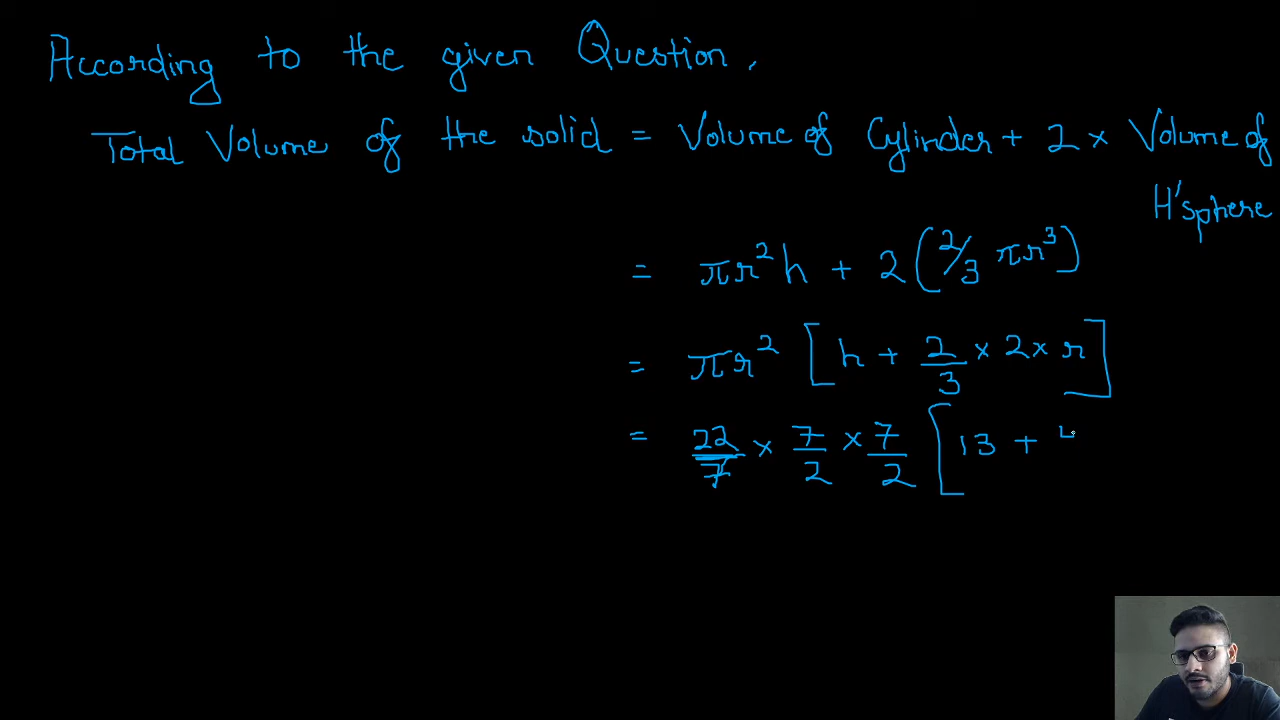 According to the given Question,
Total Volume of the solid = Volume of Cylinder + 2 × Volume of
H'sphere
= πr²h + 2(2/3 πr³)
= πr² [h + 2/3 × 2 × r]
= 22/7 × 7/2 × 7/2 [13 + 4